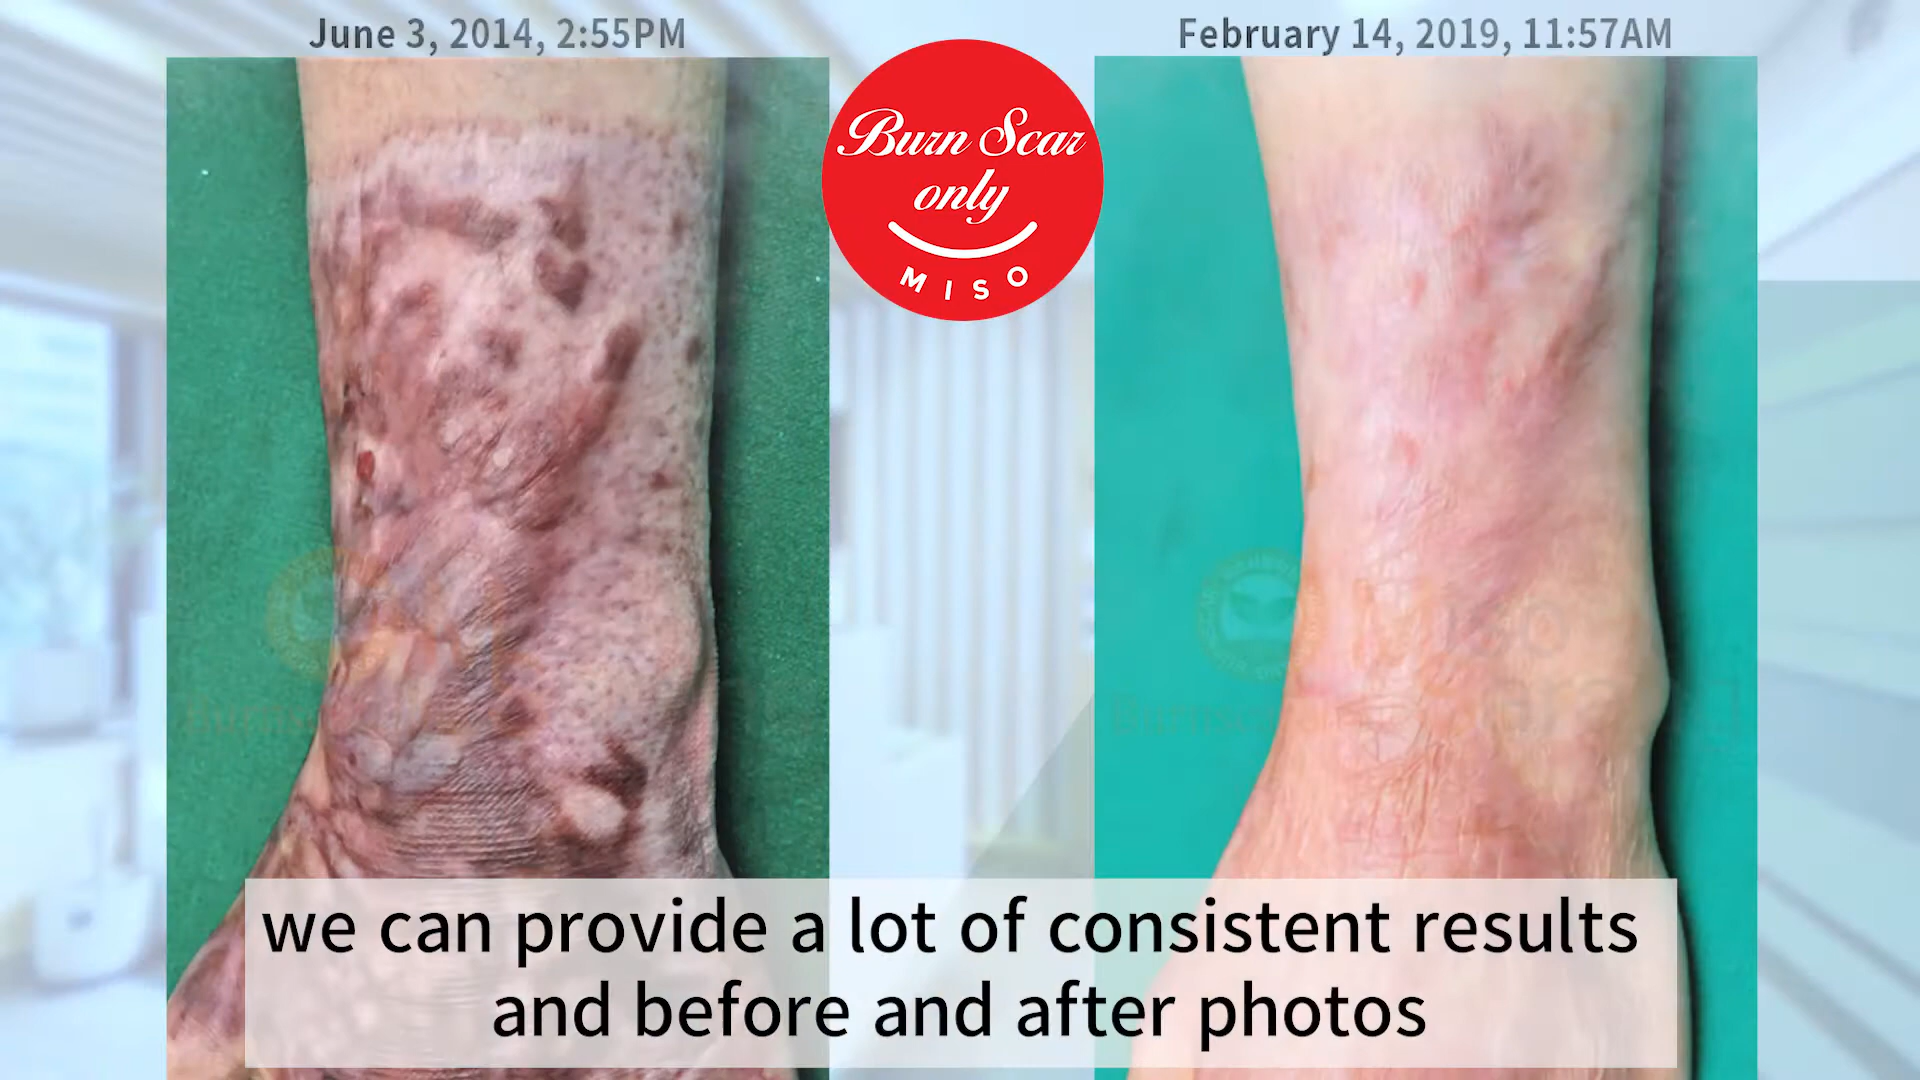 June 3, 2014, 2:55PM
February 14, 2019, 11:57AM
Burn Scar
only
MISO
we can provide a lot of consistent results
and before and after photos